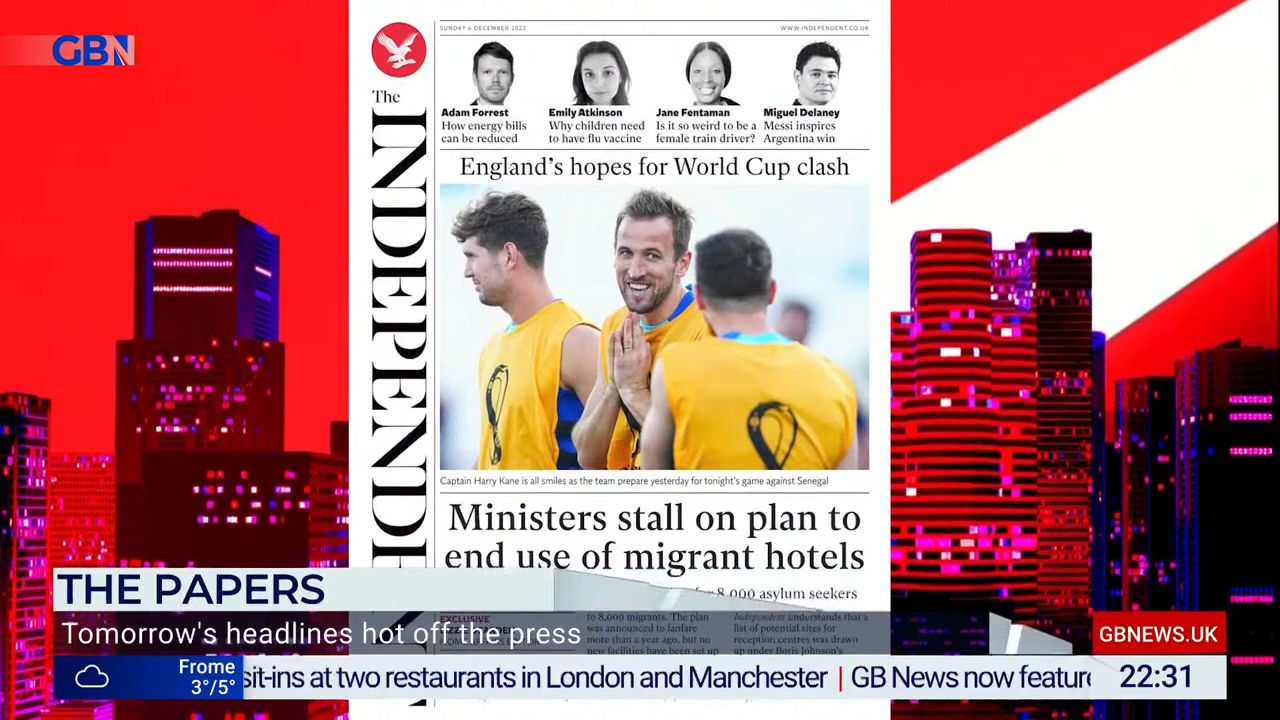 GBN
SUNDAY 4 DECEMBER 2022
WWW.INDEPENDENT.CO.UK
The
Adam Forrest
How energy bills
can be reduced
Emily Atkinson
Why children need
to have flu vaccine
Jane Fentaman
Is it so weird to be a
female train driver?
Miguel Delaney
Messi inspires
Argentina win
England's hopes for World Cup clash
Captain Harry Kane is all smiles as the team prepare yesterday for tonight's game against Senegal
Ministers stall on plan to
end use of migrant hotels
8,000 asylum seekers
EXCLUSIVE
to 8,000 migrants. The plan
was announced to fanfare
more than a year ago, but no
new facilities have been set up
Independent understands that a
list of potential sites for
reception centres was drawn
up under Boris Johnson's
THE PAPERS
Tomorrow's headlines hot off the press
GBNEWS.UK
Frome
3°/5°
sit-ins at two restaurants in London and Manchester | GB News now feature
22:31